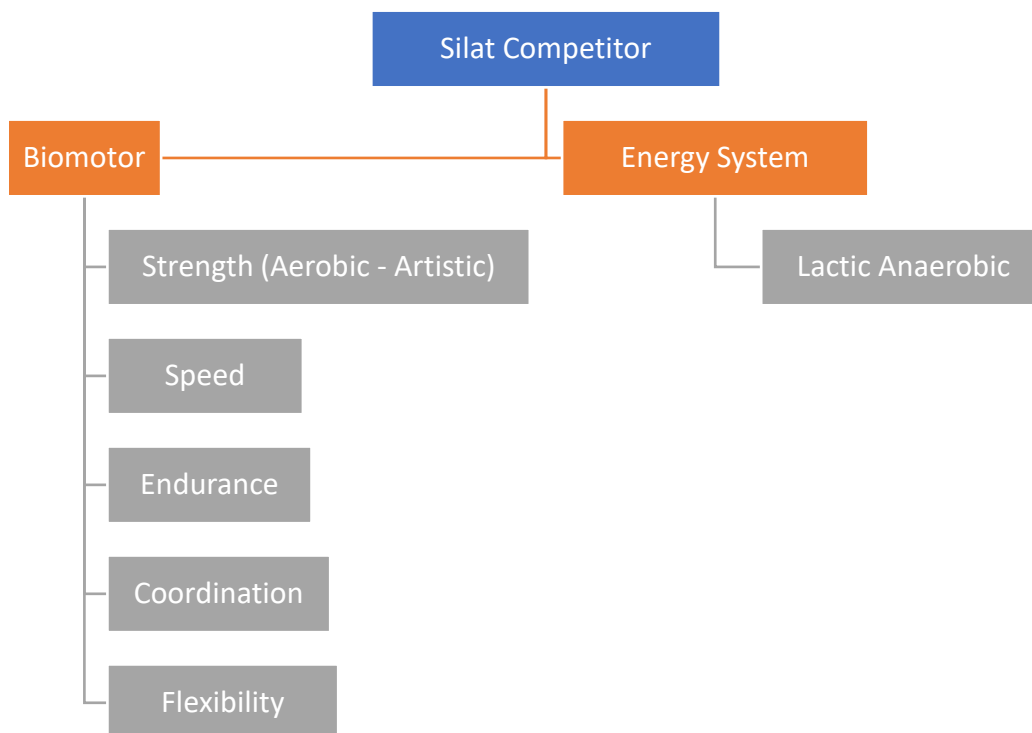 Silat Competitor
Biomotor
Energy System
Strength (Aerobic - Artistic)
Lactic Anaerobic
Speed
Endurance
Coordination
Flexibility